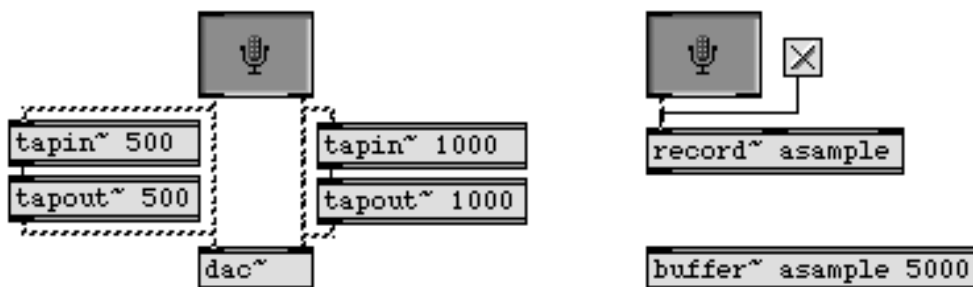 tapin~ 500
tapin~ 1000
tapout~ 500
tapout~ 1000
dac~
record~ asample
buffer~ asample 5000